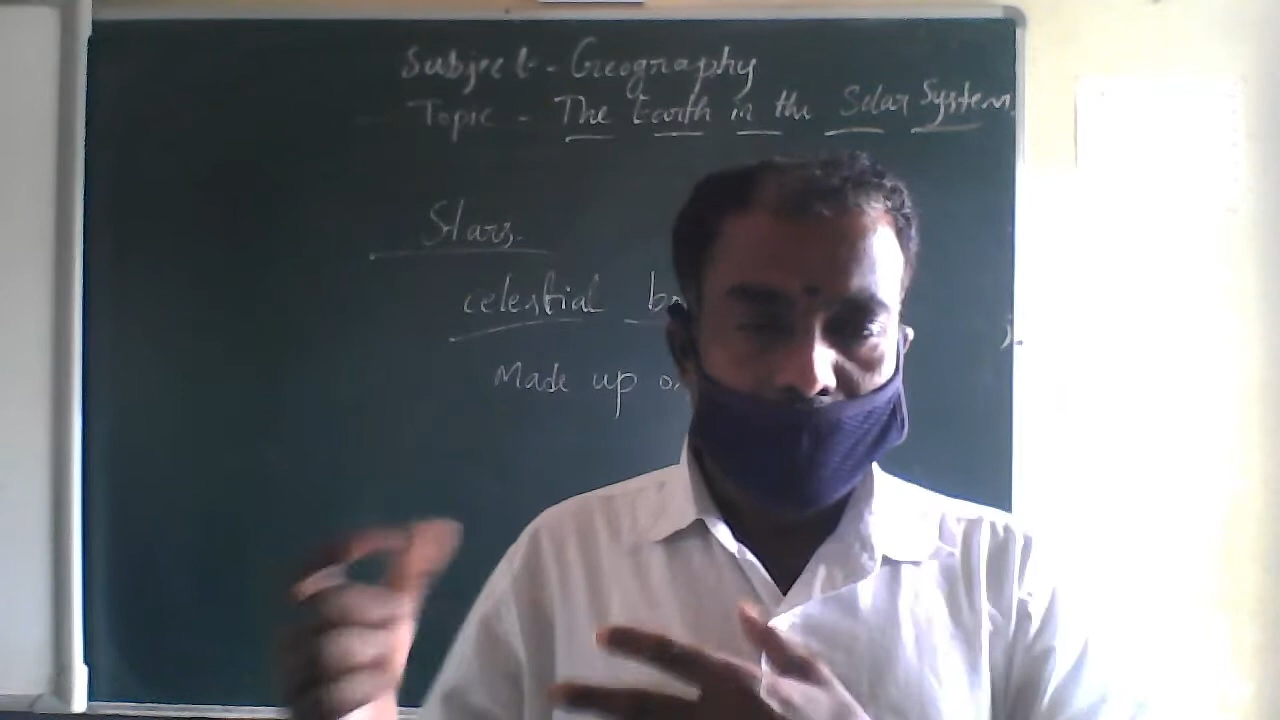 Subject - Geography
Topic - The Earth in the Solar System.
Stars.
celestial
Made up